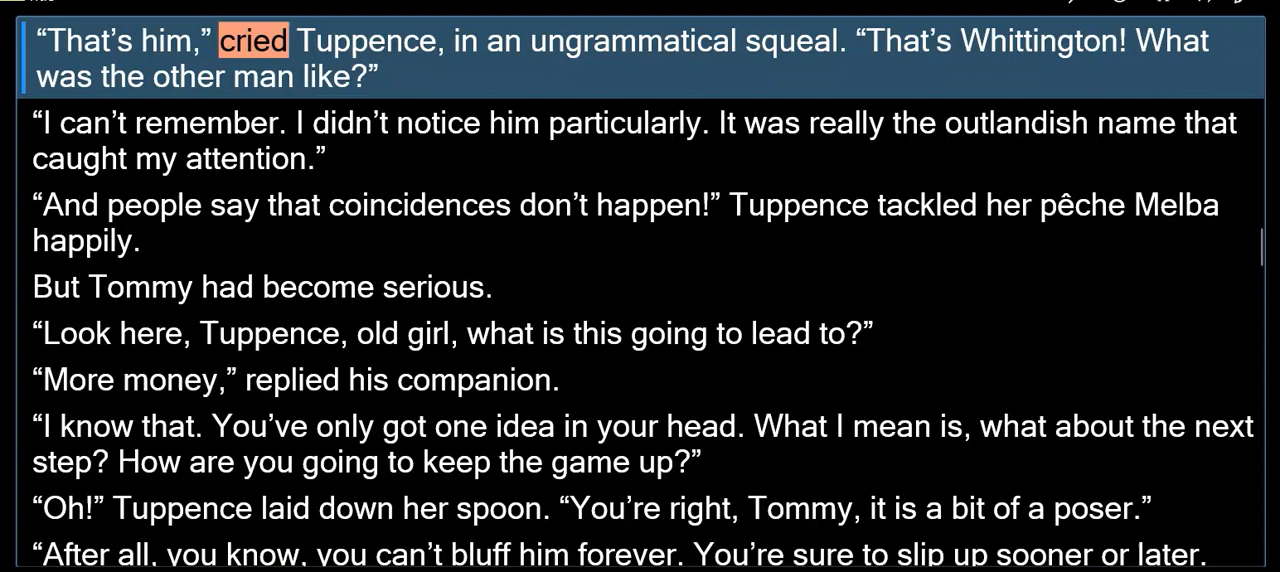 “That’s him,” cried Tuppence, in an ungrammatical squeal. “That’s Whittington! What
was the other man like?”
“I can’t remember. I didn’t notice him particularly. It was really the outlandish name that
caught my attention.”
“And people say that coincidences don’t happen!” Tuppence tackled her pêche Melba
happily.
But Tommy had become serious.
“Look here, Tuppence, old girl, what is this going to lead to?”
“More money,” replied his companion.
“I know that. You’ve only got one idea in your head. What I mean is, what about the next
step? How are you going to keep the game up?”
“Oh!” Tuppence laid down her spoon. “You’re right, Tommy, it is a bit of a poser.”
“After all, you know, you can’t bluff him forever. You’re sure to slip up sooner or later.